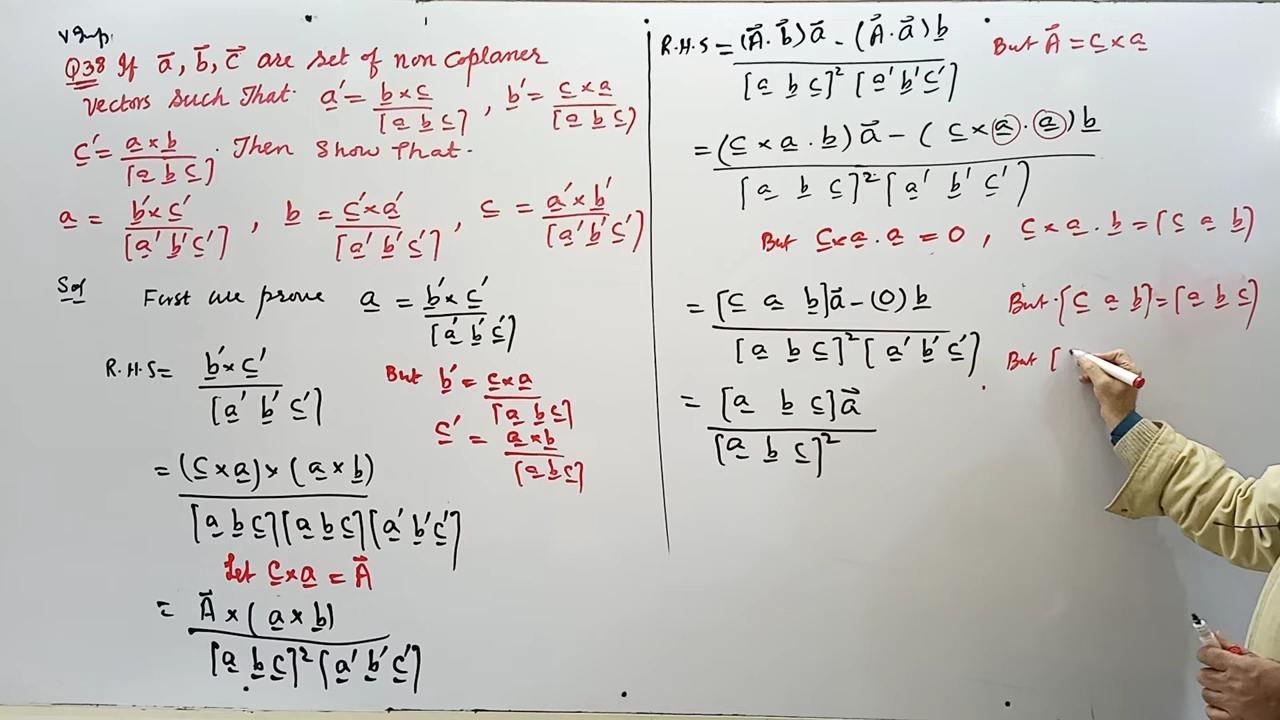 v Imp.
Q38 If a⃗, b⃗, c⃗ are set of non coplaner
vectors such that a̲' = b̲ × c̲ / [a̲ b̲ c̲] , b̲' = c̲ × a̲ / [a̲ b̲ c̲]
c̲' = a̲ × b̲ / [a̲ b̲ c̲] . Then show that.
a̲ = b̲' × c̲' / [a̲' b̲' c̲'] , b̲ = c̲' × a̲' / [a̲' b̲' c̲'] , c̲ = a̲' × b̲' / [a̲' b̲' c̲']
Sol First we prove a̲ = b̲' × c̲' / [a̲' b̲' c̲']
R.H.S = b̲' × c̲' / [a̲' b̲' c̲']
But b̲' = c̲ × a̲ / [a̲ b̲ c̲]
c̲' = a̲ × b̲ / [a̲ b̲ c̲]
= (c̲ × a̲) × (a̲ × b̲) / [a̲ b̲ c̲][a̲ b̲ c̲][a̲' b̲' c̲']
Let c̲ × a̲ = A⃗
= A⃗ × (a̲ × b̲) / [a̲ b̲ c̲]² [a̲' b̲' c̲']
R.H.S = (A⃗ . b⃗) a⃗ - (A⃗ . a⃗) b̲ / [a̲ b̲ c̲]² [a̲' b̲' c̲']
But A⃗ = c̲ × a̲
= (c̲ × a̲ . b̲) a⃗ - (c̲ × a̲ . a̲) b̲ / [a̲ b̲ c̲]² [a̲' b̲' c̲']
But c̲ × a̲ . a̲ = 0 , c̲ × a̲ . b̲ = [c̲ a̲ b̲]
= [c̲ a̲ b̲] a⃗ - (0) b̲ / [a̲ b̲ c̲]² [a̲' b̲' c̲']
But [c̲ a̲ b̲] = [a̲ b̲ c̲]
But [
= [a̲ b̲ c̲] a⃗ / [a̲ b̲ c̲]²